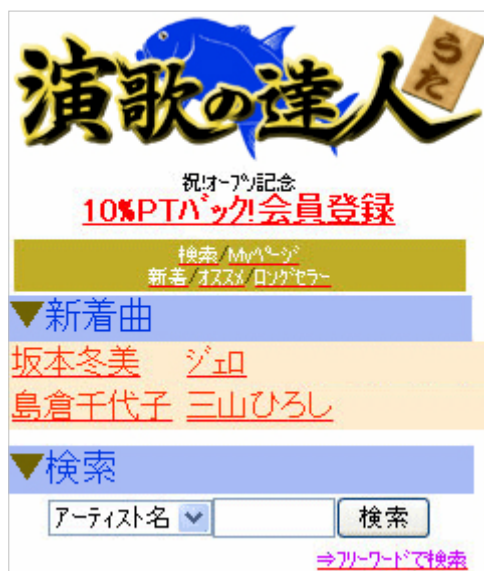 演歌の達人
うた
祝!オープン記念
10%PTバック!会員登録
検索/Myページ
新着/オススメ/ロングセラー
▼新着曲
坂本冬美 ジェロ
島倉千代子 三山ひろし
▼検索
アーティスト名 検索
⇒フリーワードで検索